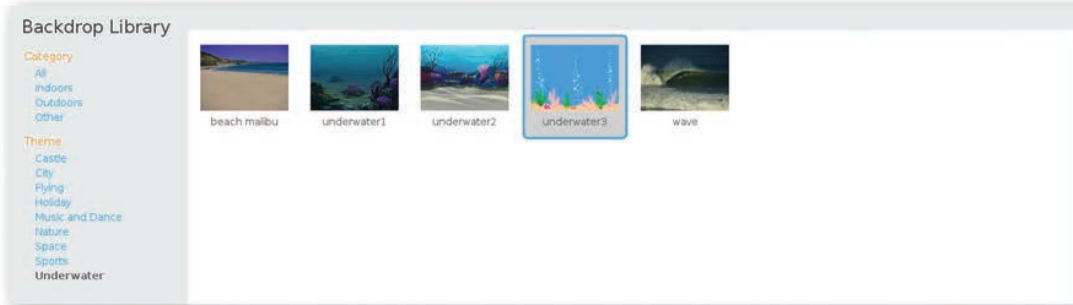 Backdrop Library
Category
All
Indoors
Outdoors
Other
Theme
Castle
City
Flying
Holiday
Music and Dance
Nature
Space
Sports
Underwater
beach malibu
underwater1
underwater2
underwater3
wave